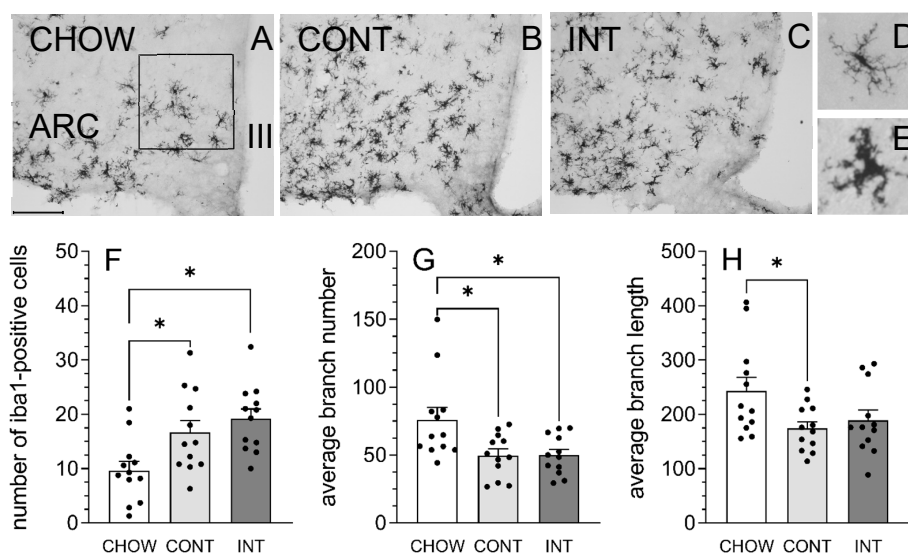 CHOW A
CONT B
INT C
D
ARC
III
E
F
number of iba1-positive cells
50
40
30
20
10
0
*
*
CHOW CONT INT
G
average branch number
200
150
100
50
0
*
*
CHOW CONT INT
H
average branch length
500
400
300
200
100
0
*
CHOW CONT INT